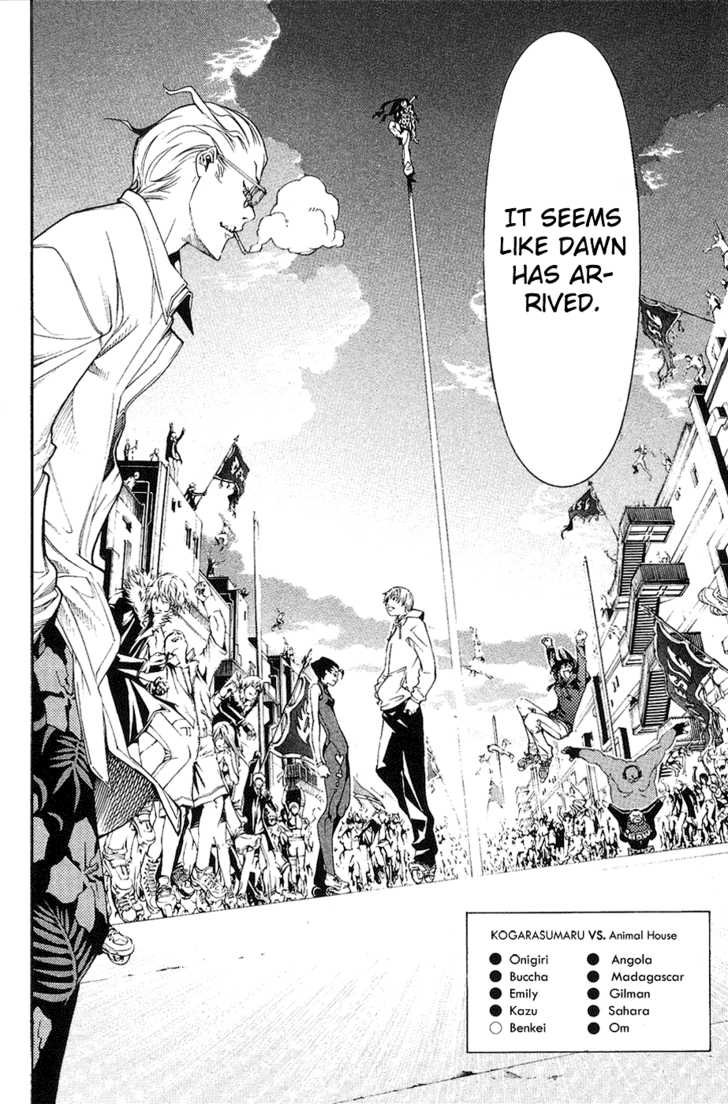 IT SEEMS
LIKE DAWN
HAS AR-
RIVED.
KOGARASUMARU VS. Animal House
Onigiri
Buccha
Emily
Kazu
Benkei
Angola
Madagascar
Gilman
Sahara
Om